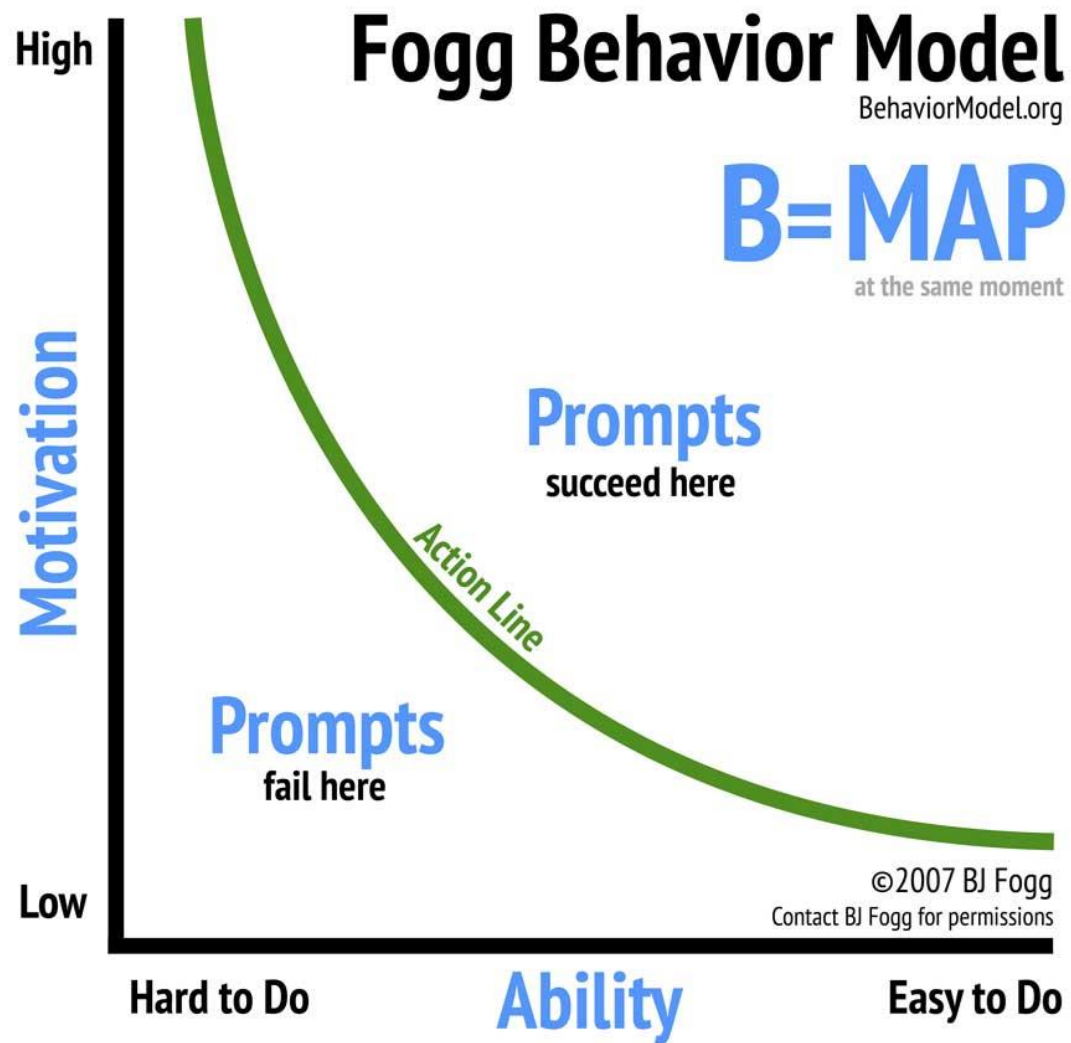 High
Fogg Behavior Model
BehaviorModel.org
B=MAP
at the same moment
Motivation
Prompts
succeed here
Action Line
Prompts
fail here
Low
©2007 BJ Fogg
Contact BJ Fogg for permissions
Hard to Do
Ability
Easy to Do